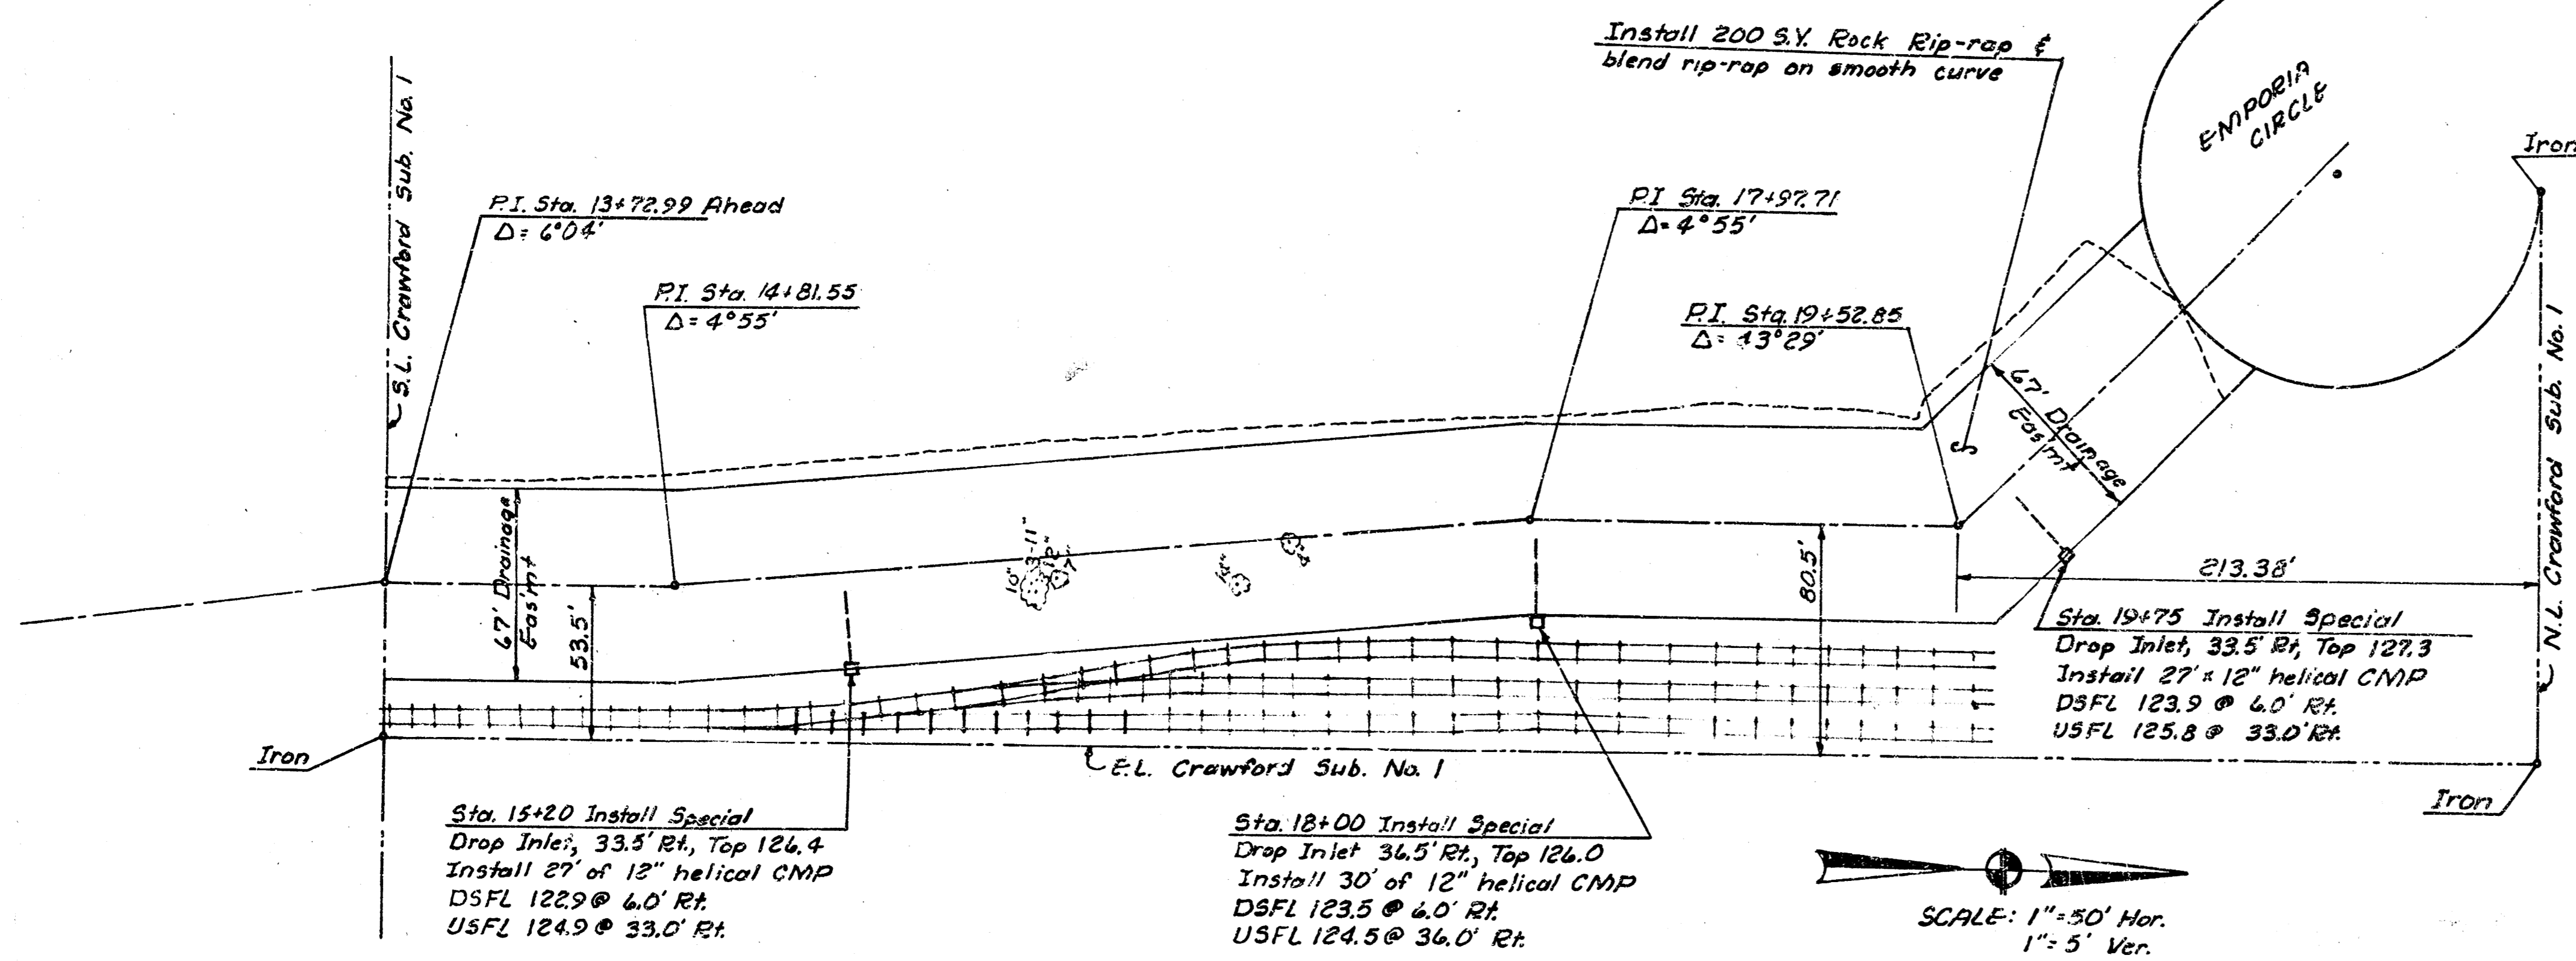 Install 200 S.Y. Rock Rip-rap &
blend rip-rap on smooth curve
EMPORIA
CIRCLE
Iron
S.L. Crawford Sub. No. 1
P.I. Sta. 13+72.99 Ahead
Δ= 6°04'
P.I. Sta. 14+81.55
Δ= 4°55'
P.I Sta. 17+97.71
Δ= 4°55'
P.I. Sta. 19+52.85
Δ= 43°29'
67' Drainage
Eas'mt
N.L. Crawford Sub. No. 1
67' Drainage
Eas'mt
53.5'
10"
3-11"
12"
7"
80.5'
213.38'
Sta. 19+75 Install Special
Drop Inlet, 33.5' Rt, Top 127.3
Install 27' x 12" helical CMP
DSFL 123.9 @ 6.0' Rt.
USFL 125.8 @ 33.0' Rt.
Iron
E.L. Crawford Sub. No. 1
Iron
Sta. 15+20 Install Special
Drop Inlet, 33.5' Rt., Top 126.4
Install 27' of 12" helical CMP
DSFL 122.9 @ 6.0' Rt.
USFL 124.9 @ 33.0' Rt.
Sta. 18+00 Install Special
Drop Inlet 36.5' Rt., Top 126.0
Install 30' of 12" helical CMP
DSFL 123.5 @ 6.0' Rt.
USFL 124.5 @ 36.0' Rt.
SCALE: 1"=50' Hor.
1"= 5' Ver.